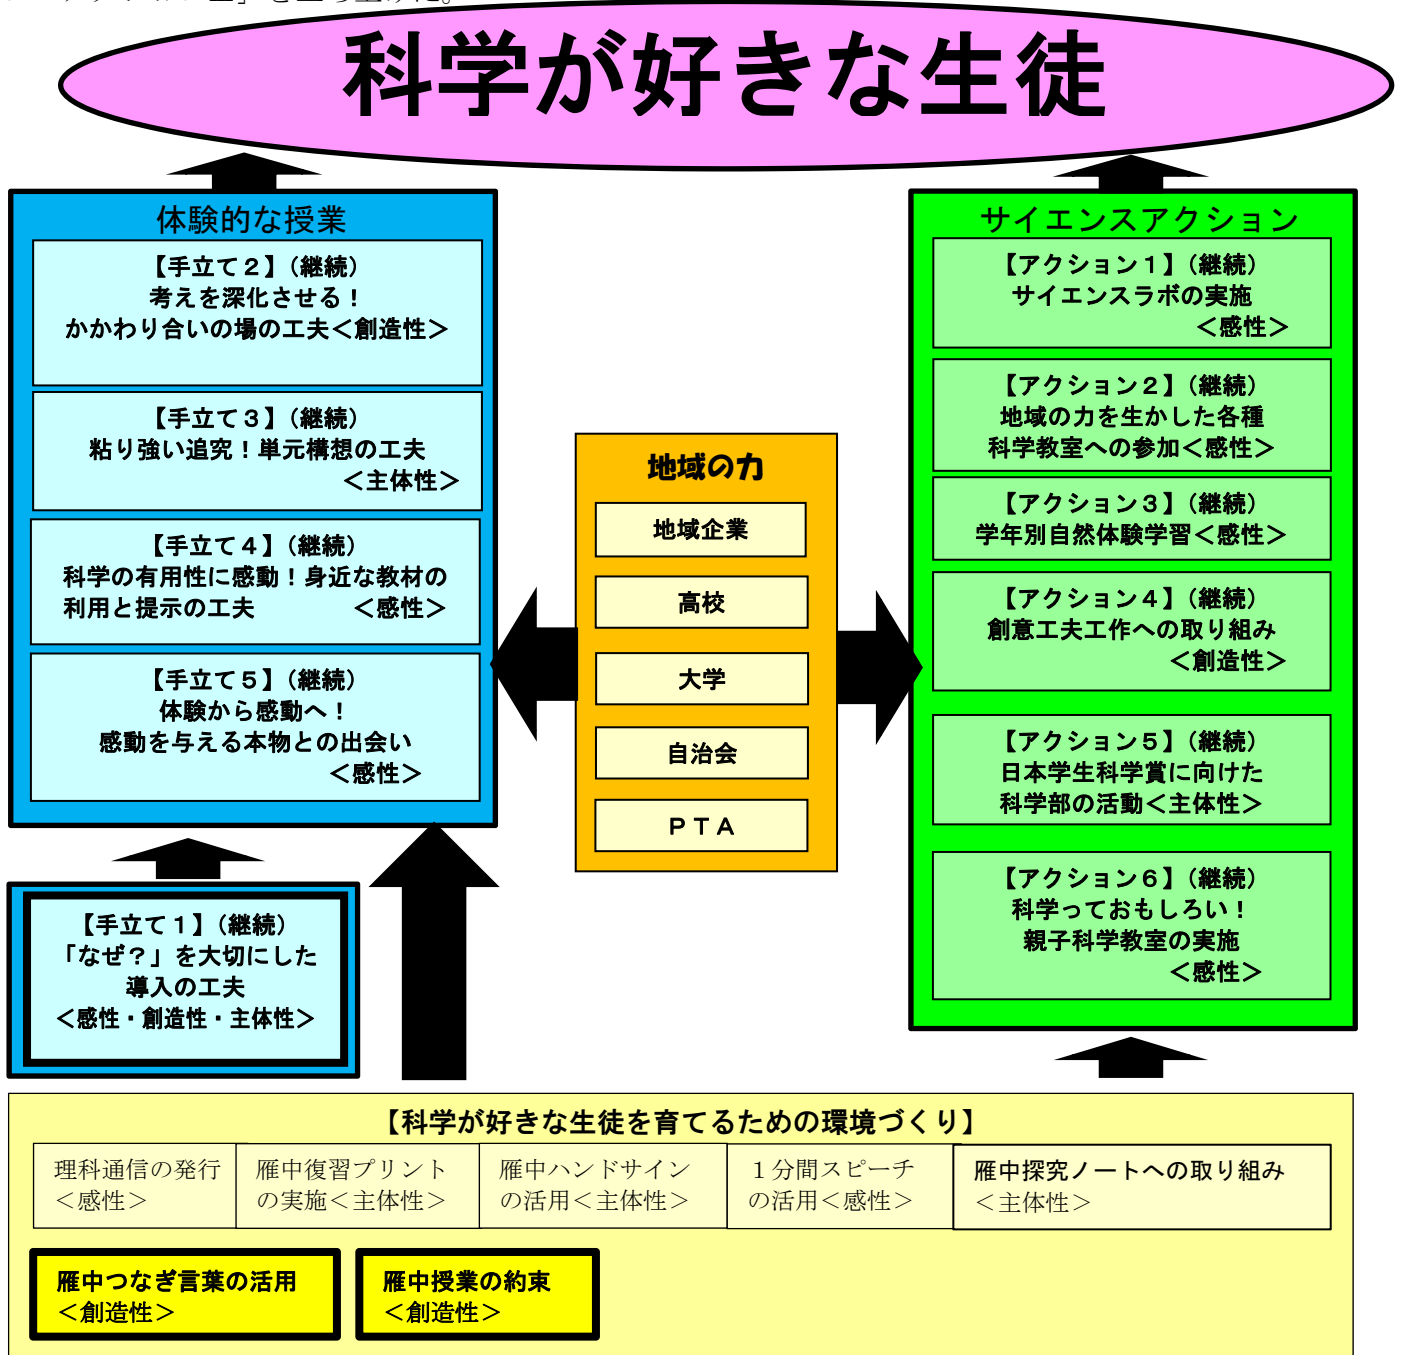 科学が好きな生徒
体験的な授業
【手立て２】（継続）
考えを深化させる！
かかわり合いの場の工夫＜創造性＞
【手立て３】（継続）
粘り強い追究！単元構想の工夫
＜主体性＞
【手立て４】（継続）
科学の有用性に感動！身近な教材の
利用と提示の工夫　　　　＜感性＞
【手立て５】（継続）
体験から感動へ！
感動を与える本物との出会い
＜感性＞
【手立て１】（継続）
「なぜ？」を大切にした
導入の工夫
＜感性・創造性・主体性＞
地域の力
地域企業
高校
大学
自治会
ＰＴＡ
サイエンスアクション
【アクション１】（継続）
サイエンスラボの実施
＜感性＞
【アクション２】（継続）
地域の力を生かした各種
科学教室への参加＜感性＞
【アクション３】（継続）
学年別自然体験学習＜感性＞
【アクション４】（継続）
創意工夫工作への取り組み
＜創造性＞
【アクション５】（継続）
日本学生科学賞に向けた
科学部の活動＜主体性＞
【アクション６】（継続）
科学っておもしろい！
親子科学教室の実施
＜感性＞
【科学が好きな生徒を育てるための環境づくり】
理科通信の発行
＜感性＞
雁中復習プリント
の実施＜主体性＞
雁中ハンドサイン
の活用＜主体性＞
１分間スピーチ
の活用＜感性＞
雁中探究ノートへの取り組み
＜主体性＞
雁中つなぎ言葉の活用
＜創造性＞
雁中授業の約束
＜創造性＞